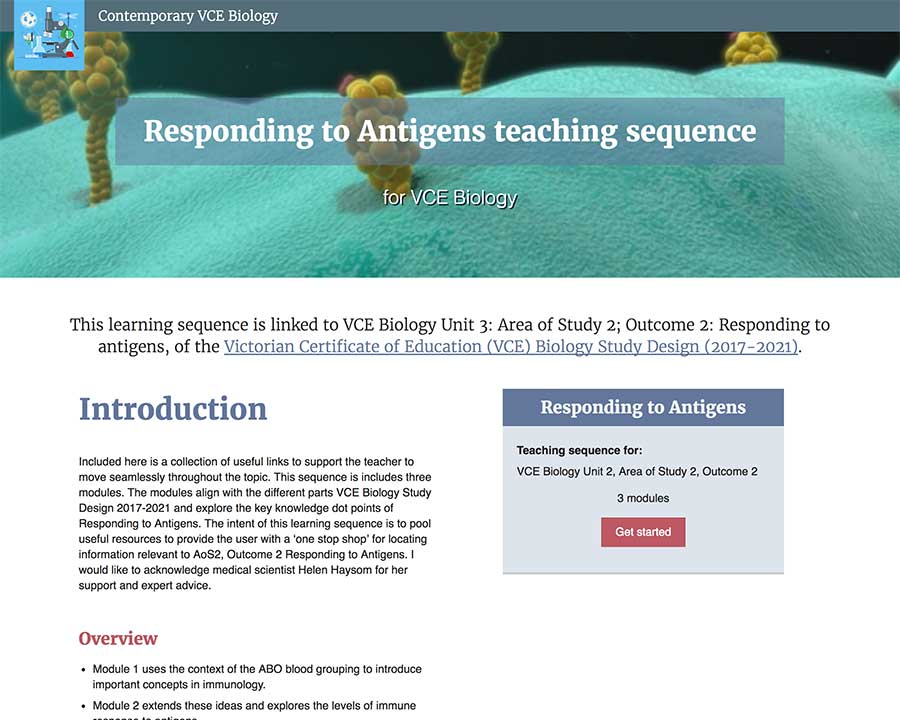 Contemporary VCE Biology
Responding to Antigens teaching sequence
for VCE Biology
This learning sequence is linked to VCE Biology Unit 3: Area of Study 2; Outcome 2: Responding to
antigens, of the Victorian Certificate of Education (VCE) Biology Study Design (2017-2021).
Introduction
Included here is a collection of useful links to support the teacher to
move seamlessly throughout the topic. This sequence is includes three
modules. The modules align with the different parts VCE Biology Study
Design 2017-2021 and explore the key knowledge dot points of
Responding to Antigens. The intent of this learning sequence is to pool
useful resources to provide the user with a 'one stop shop' for locating
information relevant to AoS2, Outcome 2 Responding to Antigens. I
would like to acknowledge medical scientist Helen Haysom for her
support and expert advice.
Overview
• Module 1 uses the context of the ABO blood grouping to introduce
important concepts in immunology.
• Module 2 extends these ideas and explores the levels of immune
response to antigens
Responding to Antigens
Teaching sequence for:
VCE Biology Unit 2, Area of Study 2, Outcome 2
3 modules
Get started